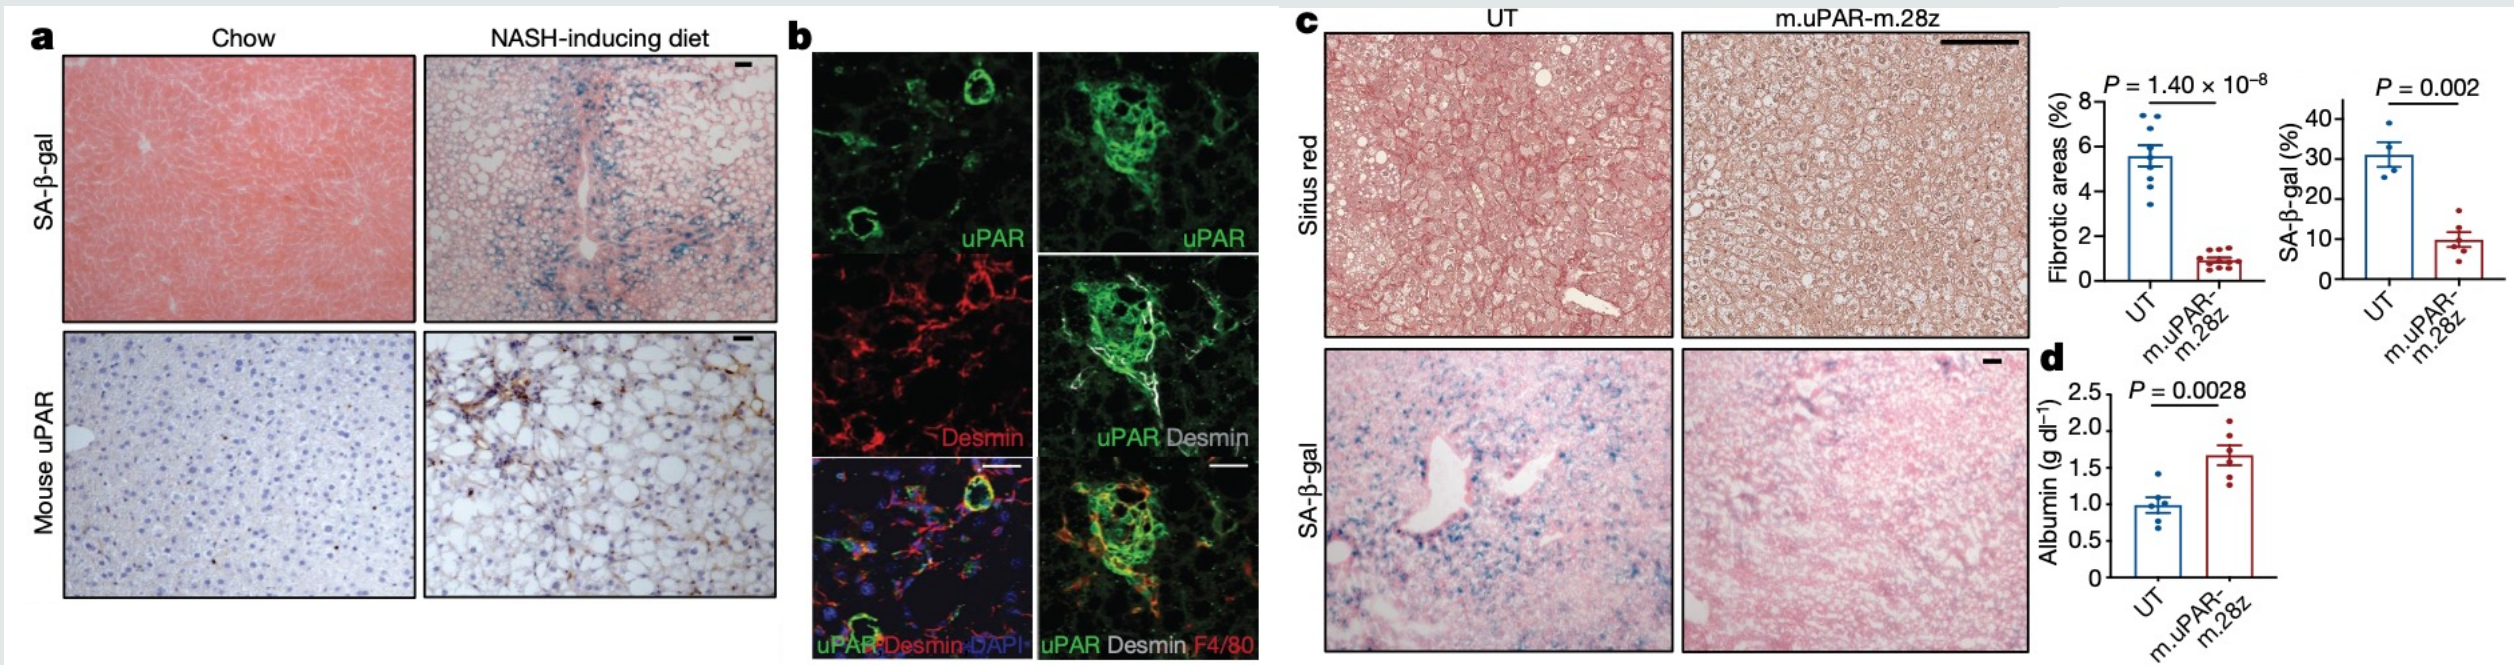 a
Chow
NASH-inducing diet
SA-β-gal
Mouse uPAR
b
uPAR
uPAR
Desmin
uPAR Desmin
uPAR Desmin DAPI
uPAR Desmin F4/80
c
UT
m.uPAR-m.28z
Sirius red
SA-β-gal
P = 1.40 × 10⁻⁸
Fibrotic areas (%)
8
6
4
2
0
UT
m.uPAR-
m.28z
P = 0.002
SA-β-gal (%)
40
30
20
10
0
UT
m.uPAR-
m.28z
d
P = 0.0028
Albumin (g dl⁻¹)
2.5
2.0
1.5
1.0
0.5
0
UT
m.uPAR-
m.28z